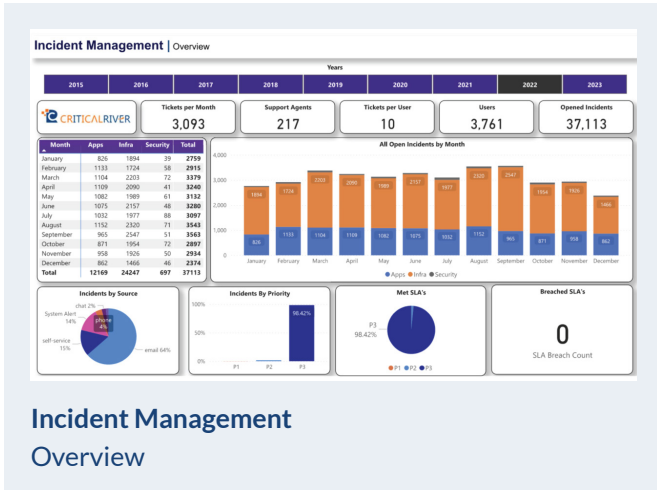 Incident Management | Overview
Years
2015 2016 2017 2018 2019 2020 2021 2022 2023
CRITICALRIVER
Tickets per Month
3,093
Support Agents
217
Tickets per User
10
Users
3,761
Opened Incidents
37,113
Month Apps Infra Security Total
January 826 1894 39 2759
February 1133 1724 58 2915
March 1104 2203 72 3379
April 1109 2090 41 3240
May 1082 1989 61 3132
June 1075 2157 48 3280
July 1032 1977 88 3097
August 1152 2320 71 3543
September 965 2547 51 3563
October 871 1954 72 2897
November 958 1926 50 2934
December 862 1466 46 2374
Total 12169 24247 697 37113
All Open Incidents by Month
4,000
3,000
2,000
1,000
0
1894 1724 2203 2090 1989 2157 1977 2320 2547 1954 1926 1466
826 1133 1104 1109 1082 1075 1032 1152 965 871 958 862
January February March April May June July August September October November December
Apps Infra Security
Incidents by Source
chat 2%
System Alert
14%
phone
4%
self-service
15%
email 64%
Incidents By Priority
100%
50%
0%
98.42%
P1 P2 P3
Met SLA's
P3
98.42%
P1 P2 P3
Breached SLA's
0
SLA Breach Count
Incident Management
Overview